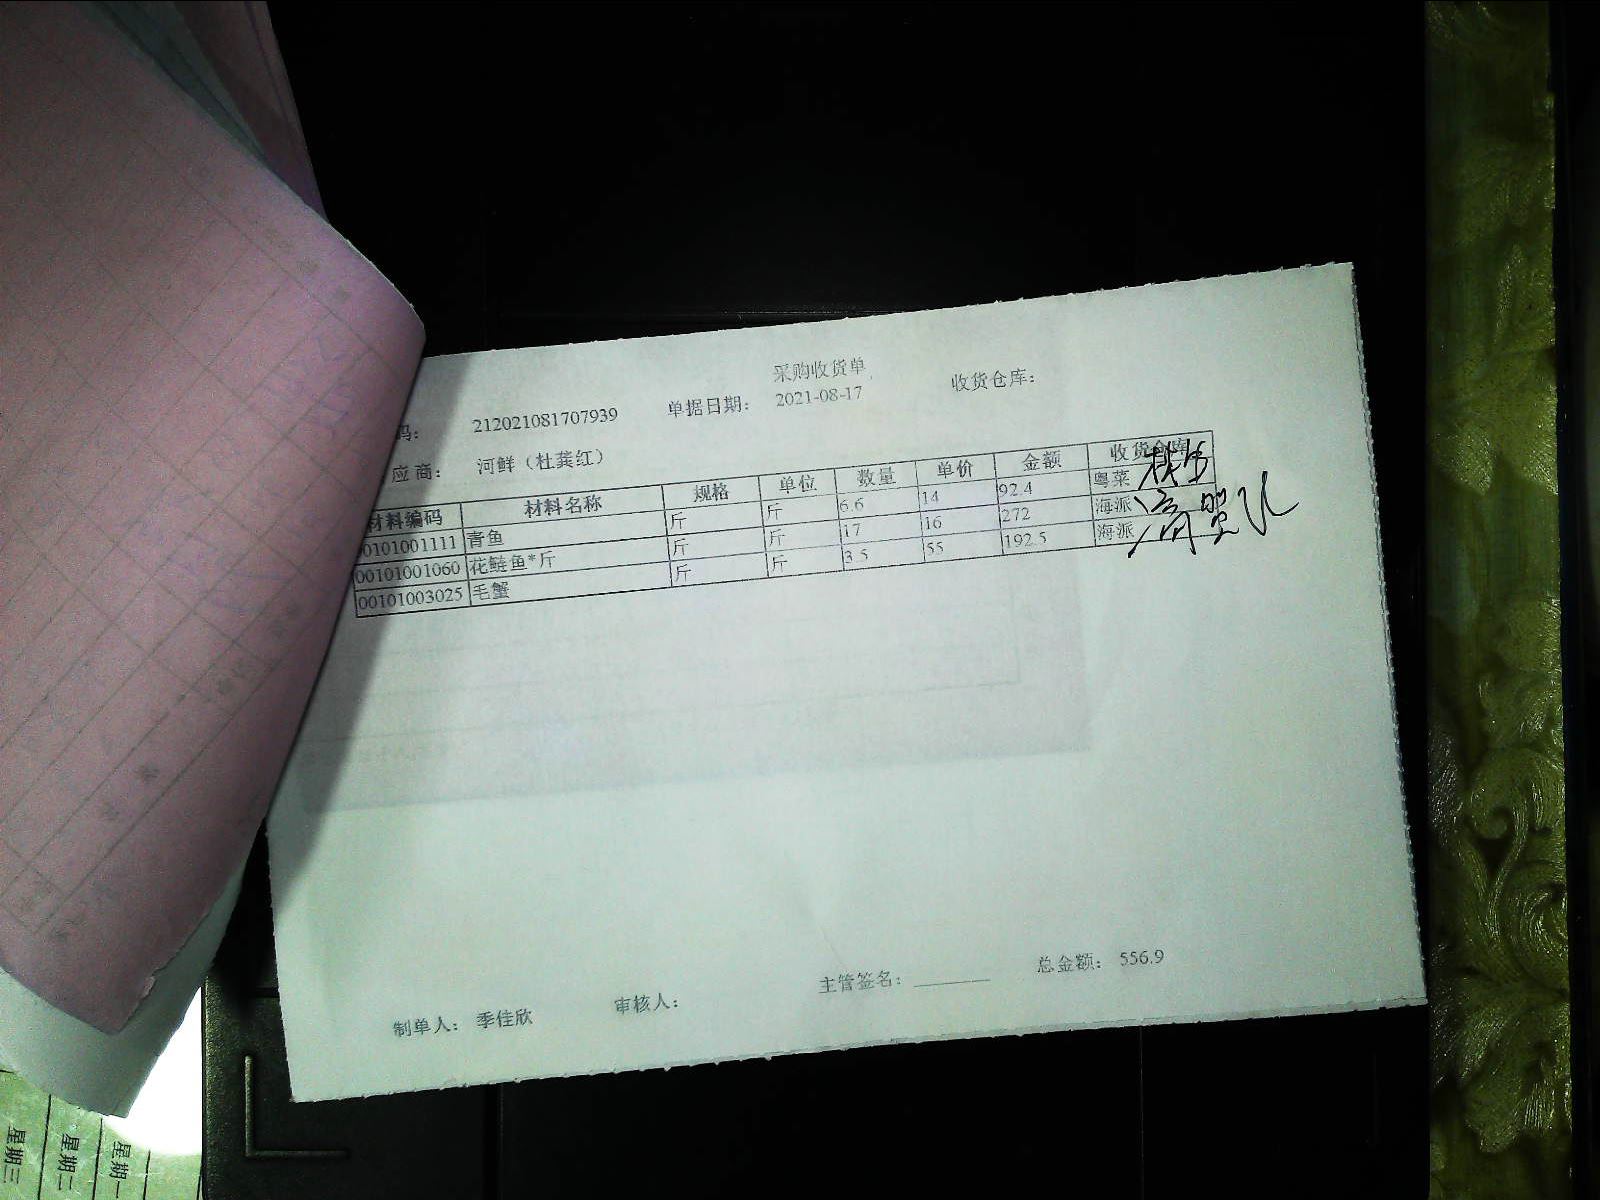 采购收货单
码： 212021081707939 单据日期： 2021-08-17 收货仓库：
应商： 河鲜（杜龚红）
材料编码 材料名称 规格 单位 数量 单价 金额 收货仓库
00101001111 青鱼 斤 斤 6.6 14 92.4 粤菜
00101001060 花鲢鱼*斤 斤 斤 17 16 272 海派
00101003025 毛蟹 斤 斤 3.5 55 192.5 海派
制单人： 季佳欣 审核人： 主管签名： 总金额： 556.9
星期一
星期二
星期三